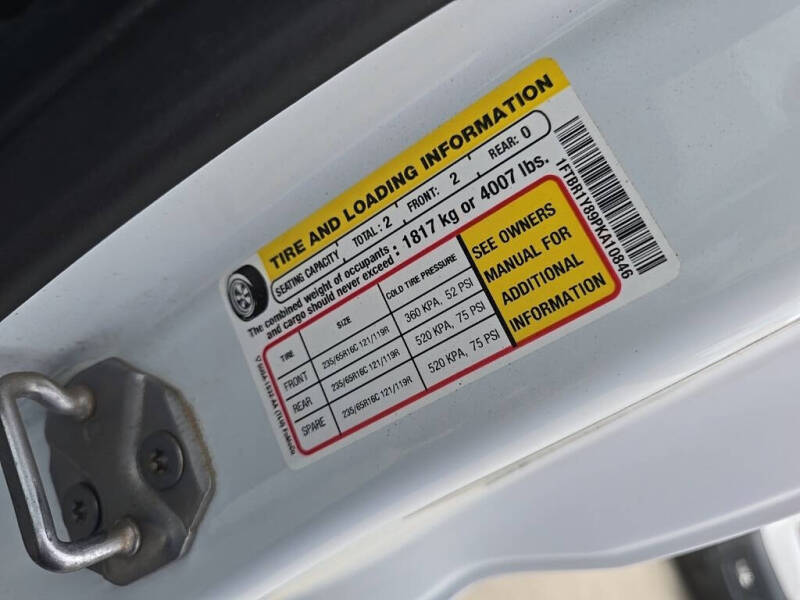 TIRE AND LOADING INFORMATION
SEATING CAPACITY TOTAL: 2 FRONT: 2 REAR: 0
The combined weight of occupants
and cargo should never exceed : 1817 kg or 4007 lbs.
TIRE SIZE COLD TIRE PRESSURE
FRONT 235/65R16C 121/119R 360 KPA, 52 PSI
REAR 235/65R16C 121/119R 520 KPA, 75 PSI
SPARE 235/65R16C 121/119R 520 KPA, 75 PSI
SEE OWNERS
MANUAL FOR
ADDITIONAL
INFORMATION
1FTBR1Y89PKA10846